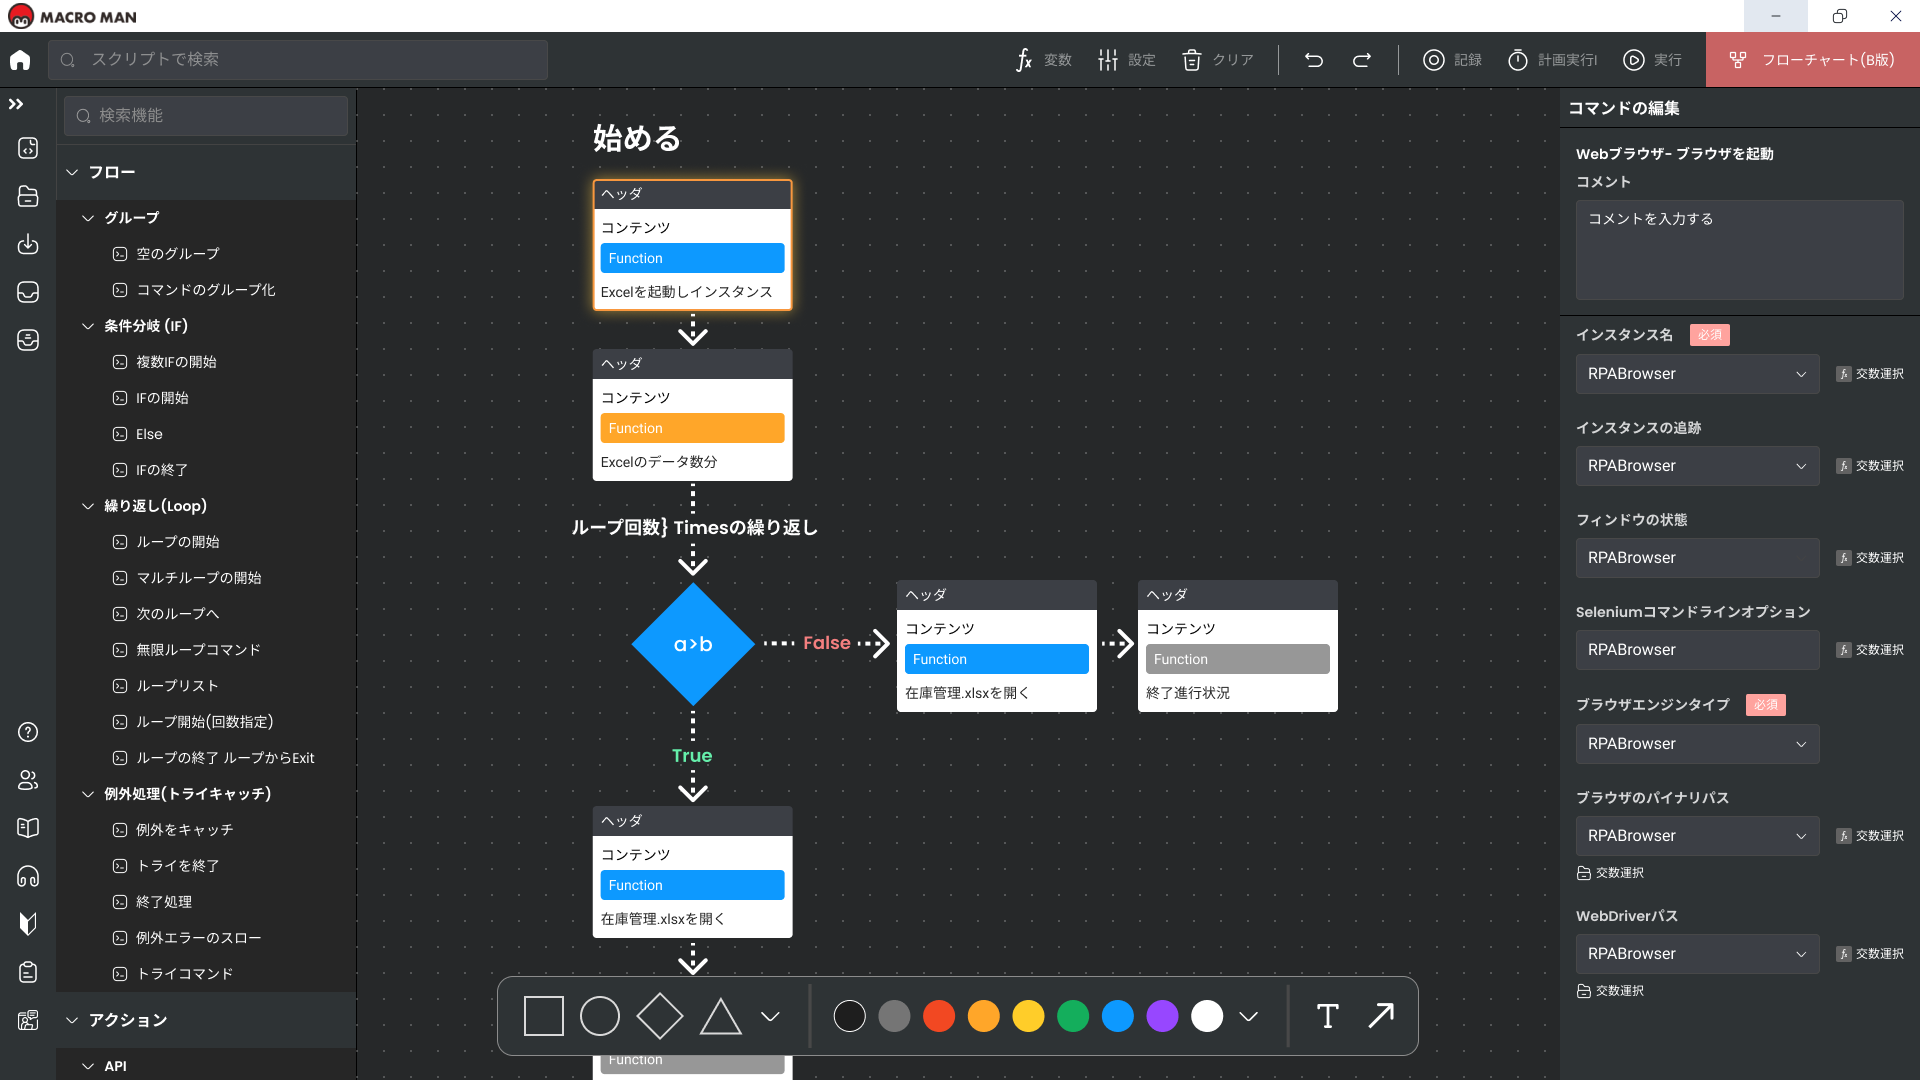 MACRO MAN
スクリプトで検索
変数
設定
クリア
記録
計画実行I
実行
フローチャート(B版)
検索機能
フロー
グループ
空のグループ
コマンドのグループ化
条件分岐 (IF)
複数IFの開始
IFの開始
Else
IFの終了
繰り返し(Loop)
ループの開始
マルチループの開始
次のループへ
無限ループコマンド
ループリスト
ループ開始(回数指定)
ループの終了 ループからExit
例外処理(トライキャッチ)
例外をキャッチ
トライを終了
終了処理
例外エラーのスロー
トライコマンド
アクション
API
始める
ヘッダ
コンテンツ
Function
Excelを起動しインスタンス
ヘッダ
コンテンツ
Function
Excelのデータ数分
ループ回数} Timesの繰り返し
a>b
False
ヘッダ
コンテンツ
Function
在庫管理.xlsxを開く
ヘッダ
コンテンツ
Function
終了進行状況
True
ヘッダ
コンテンツ
Function
在庫管理.xlsxを開く
T
Function
コマンドの編集
Webブラウザ- ブラウザを起動
コメント
コメントを入力する
インスタンス名 必須
RPABrowser
fx 交数選択
インスタンスの追跡
RPABrowser
fx 交数選択
フィンドウの状態
RPABrowser
fx 交数選択
Seleniumコマンドラインオプション
RPABrowser
fx 交数選択
ブラウザエンジンタイプ 必須
RPABrowser
ブラウザのパイナリパス
RPABrowser
fx 交数選択
交数選択
WebDriverパス
RPABrowser
fx 交数選択
交数選択